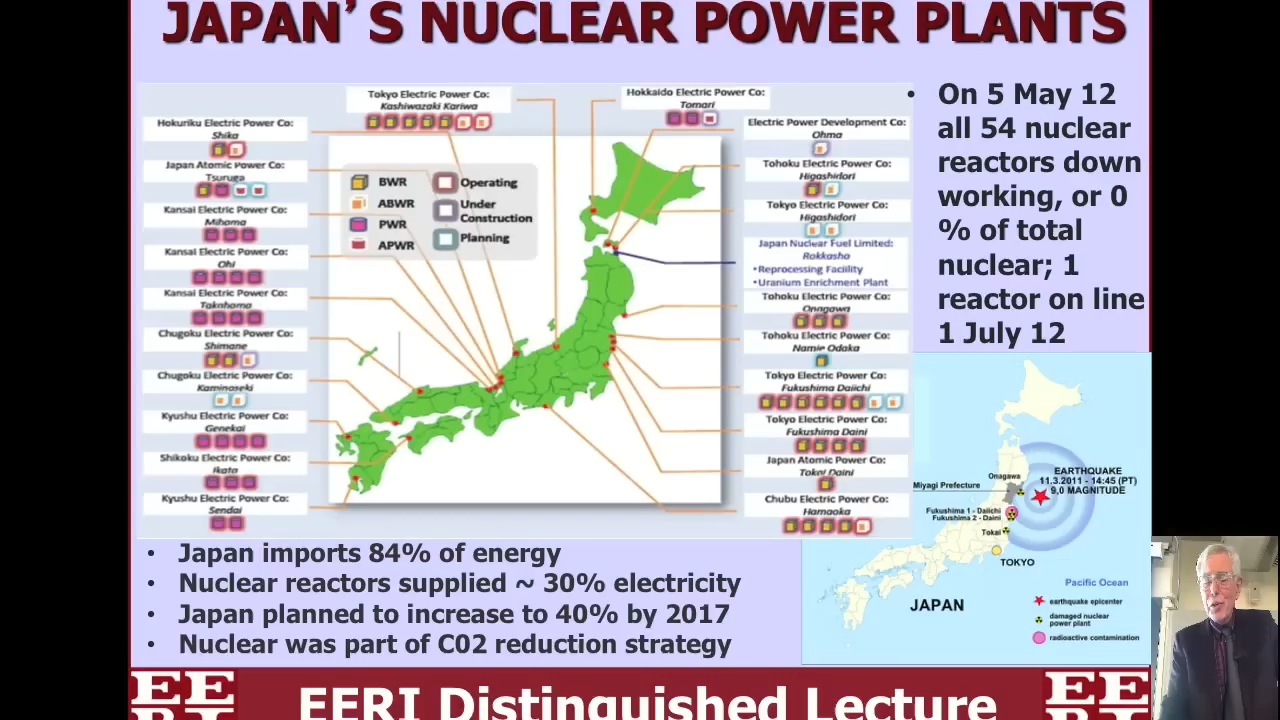 JAPAN’S NUCLEAR POWER PLANTS
Tokyo Electric Power Co:
Kashiwazaki Kariwa
Hokkaido Electric Power Co:
Tomari
Hokuriku Electric Power Co:
Shika
Japan Atomic Power Co:
Tsuruga
Kansai Electric Power Co:
Mihama
Kansai Electric Power Co:
Ohi
Kansai Electric Power Co:
Takahama
Chugoku Electric Power Co:
Shimane
Chugoku Electric Power Co:
Kaminoseki
Kyushu Electric Power Co:
Genekai
Shikoku Electric Power Co:
Ikata
Kyushu Electric Power Co:
Sendai
BWR
ABWR
PWR
APWR
Operating
Under
Construction
Planning
Electric Power Development Co:
Ohma
Tohoku Electric Power Co:
Higashidori
Tokyo Electric Power Co:
Higashidori
Japan Nuclear Fuel Limited:
Rokkasho
•Reprocessing Facility
•Uranium Enrichment Plant
Tohoku Electric Power Co:
Onagawa
Tohoku Electric Power Co:
Namie Odaka
Tokyo Electric Power Co:
Fukushima Daiichi
Tokyo Electric Power Co:
Fukushima Daini
Japan Atomic Power Co:
Tokai Daini
Chubu Electric Power Co:
Hamaoka
• On 5 May 12
all 54 nuclear
reactors down
working, or 0
% of total
nuclear; 1
reactor on line
1 July 12
Onagawa
Miyagi Prefecture
EARTHQUAKE
11.3.2011 - 14:45 (PT)
9,0 MAGNITUDE
Fukushima 1 - Daiichi
Fukushima 2 - Daini
Tokai
TOKYO
Pacific Ocean
JAPAN
earthquake epicenter
damaged nuclear
power plant
radioactive contamination
• Japan imports 84% of energy
• Nuclear reactors supplied ~ 30% electricity
• Japan planned to increase to 40% by 2017
• Nuclear was part of C02 reduction strategy
EERI Distinguished Lecture
EE
EE